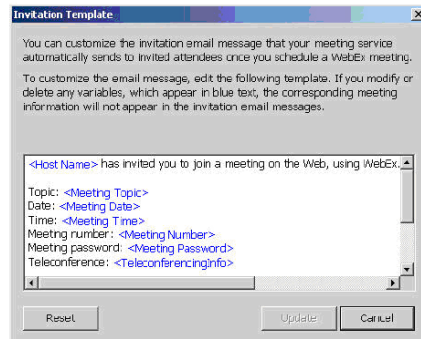 Invitation Template
You can customize the invitation email message that your meeting service
automatically sends to invited attendees once you schedule a WebEx meeting.
To customize the email message, edit the following template. If you modify or
delete any variables, which appear in blue text, the corresponding meeting
information will not appear in the invitation email messages.
<Host Name> has invited you to join a meeting on the Web, using WebEx.
Topic: <Meeting Topic>
Date: <Meeting Date>
Time: <Meeting Time>
Meeting number: <Meeting Number>
Meeting password: <Meeting Password>
Teleconference: <TeleconferencingInfo>
Reset Update Cancel